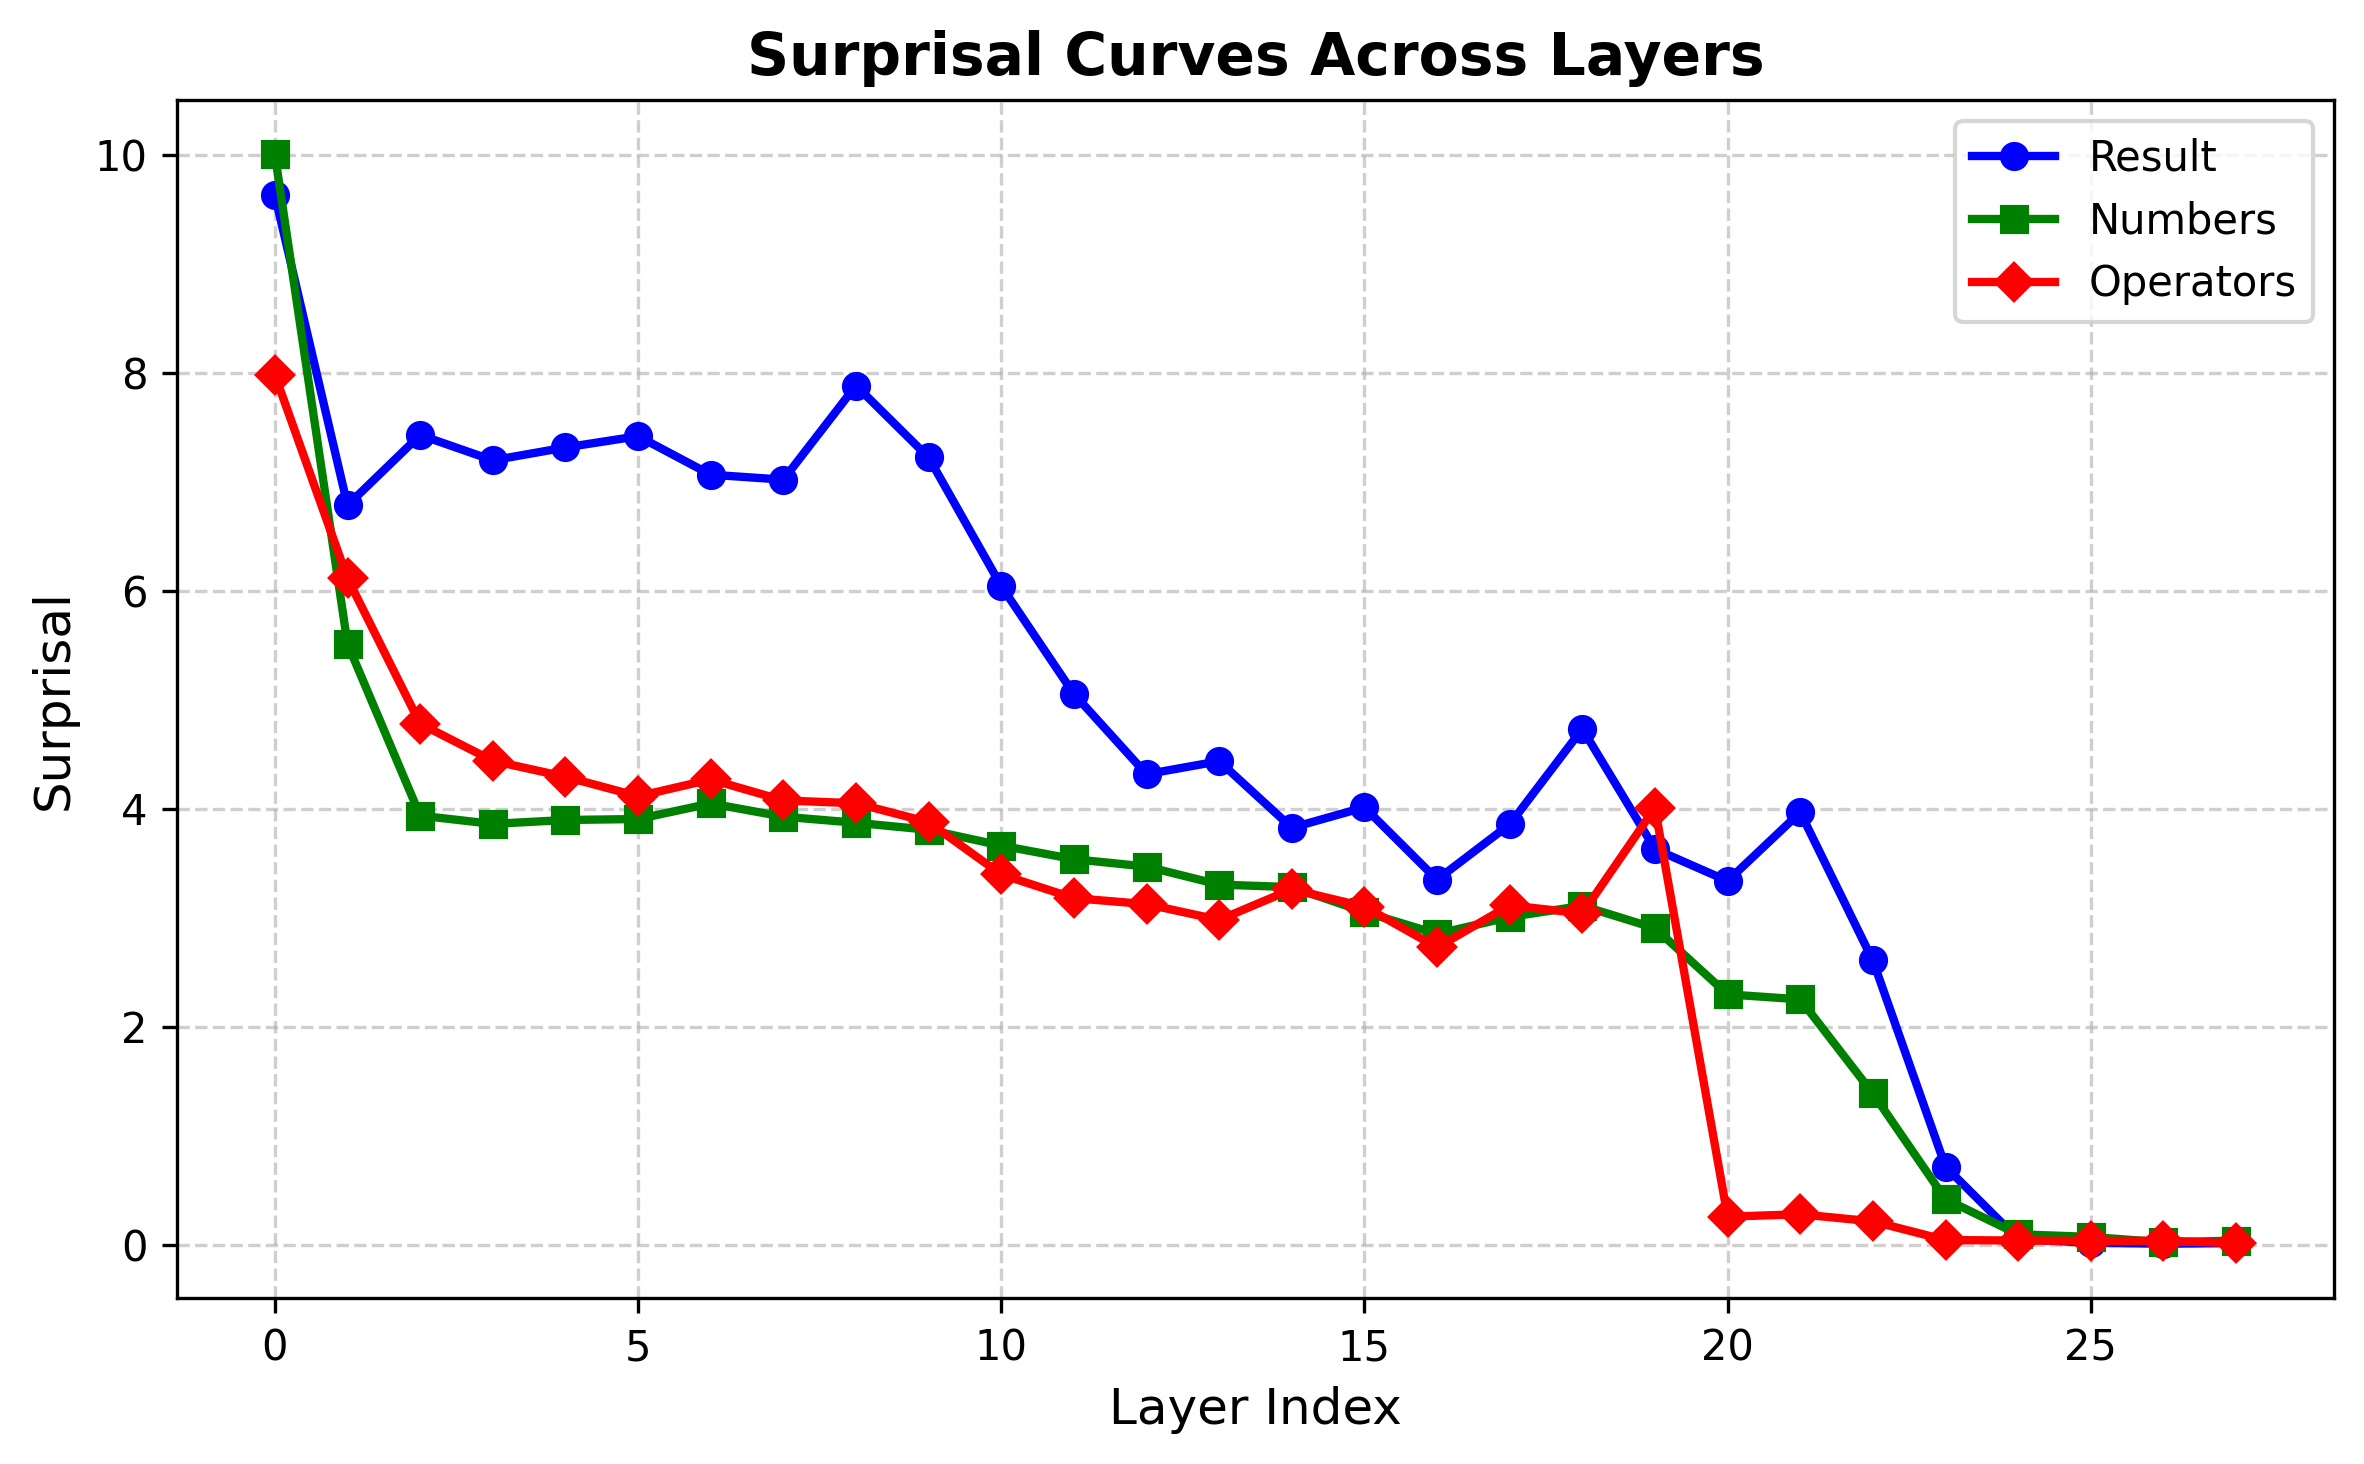 Surprisal Curves Across Layers
Surprisal
10
8
6
4
2
0
Result
Numbers
Operators
0 5 10 15 20 25
Layer Index